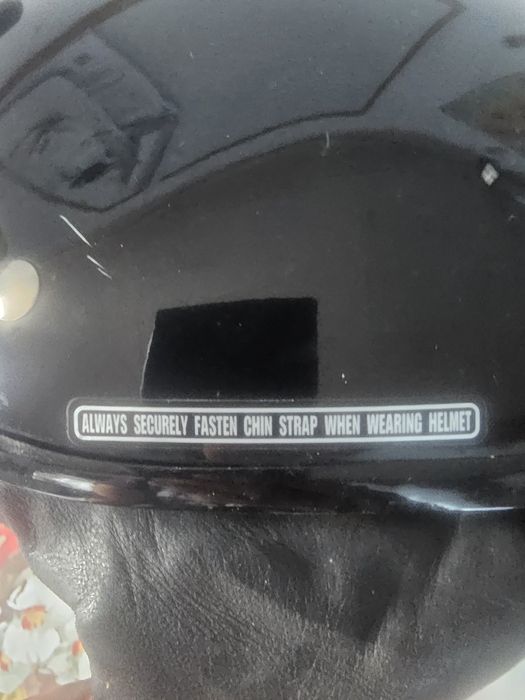 ALWAYS SECURELY FASTEN CHIN STRAP WHEN WEARING HELMET